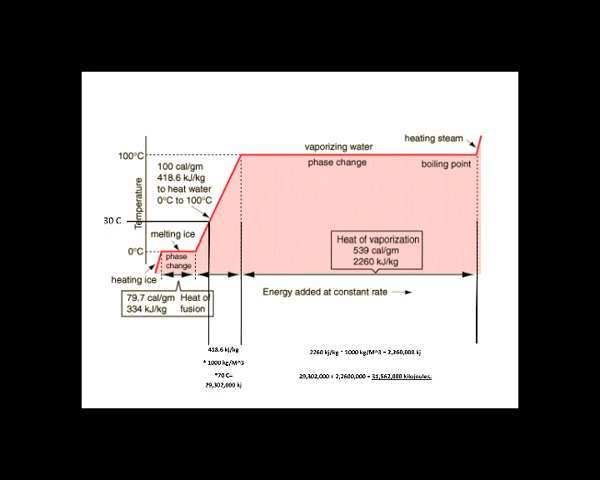 heating steam
vaporizing water
100°C
phase change
boiling point
100 cal/gm
418.6 kJ/kg
to heat water
0°C to 100°C
Temperature
30 C
melting ice
Heat of vaporization
539 cal/gm
2260 kJ/kg
0°C
phase
change
heating ice
Energy added at constant rate
79.7 cal/gm Heat of
334 kJ/kg fusion
418.6 kj/kg
* 1000 kg/M^3
*70 C=
29,302,000 kj
2260 kj/kg * 1000 kg/M^3 = 2,260,000 kj
29,302,000 + 2,2600,000 = 31,562,000 kilojoules.